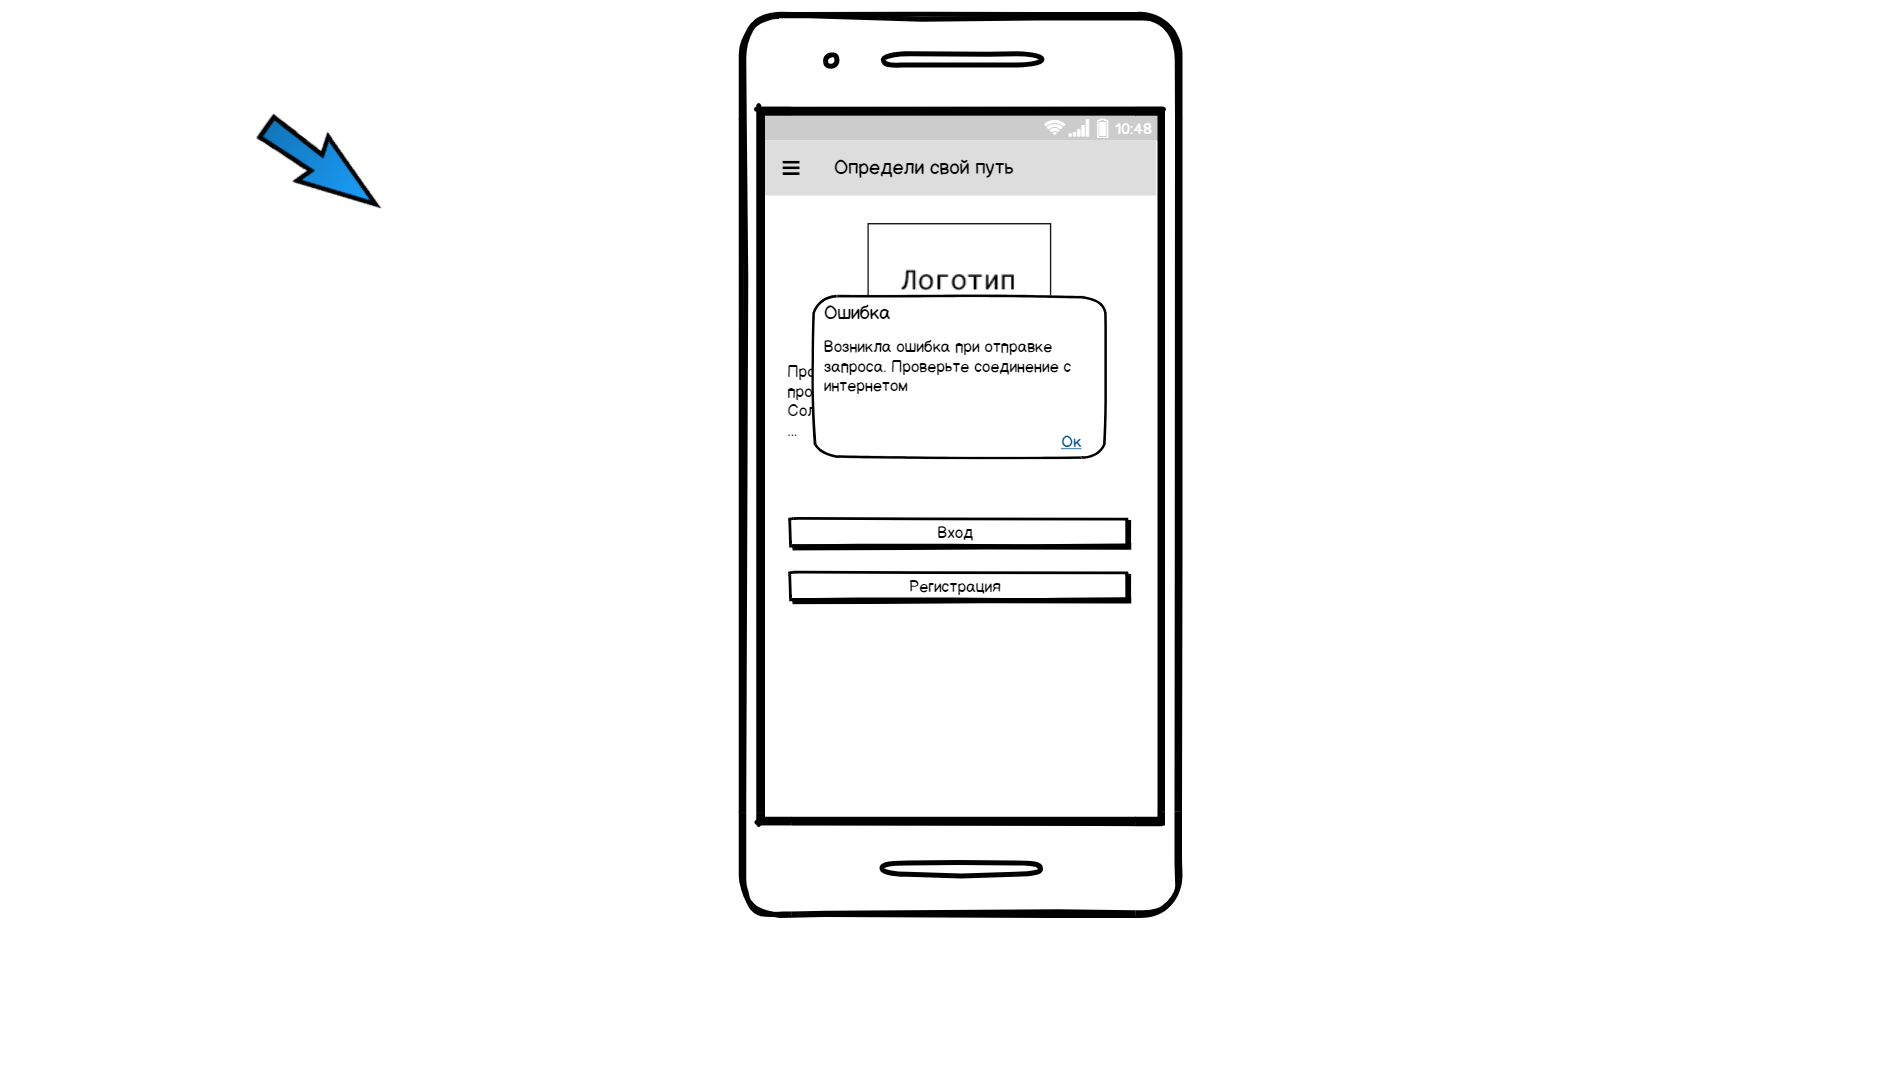 10:48
Определи свой путь
Логотип
Ошибка
Возникла ошибка при отправке
запроса. Проверьте соединение с
интернетом
Ок
...
Вход
Регистрация